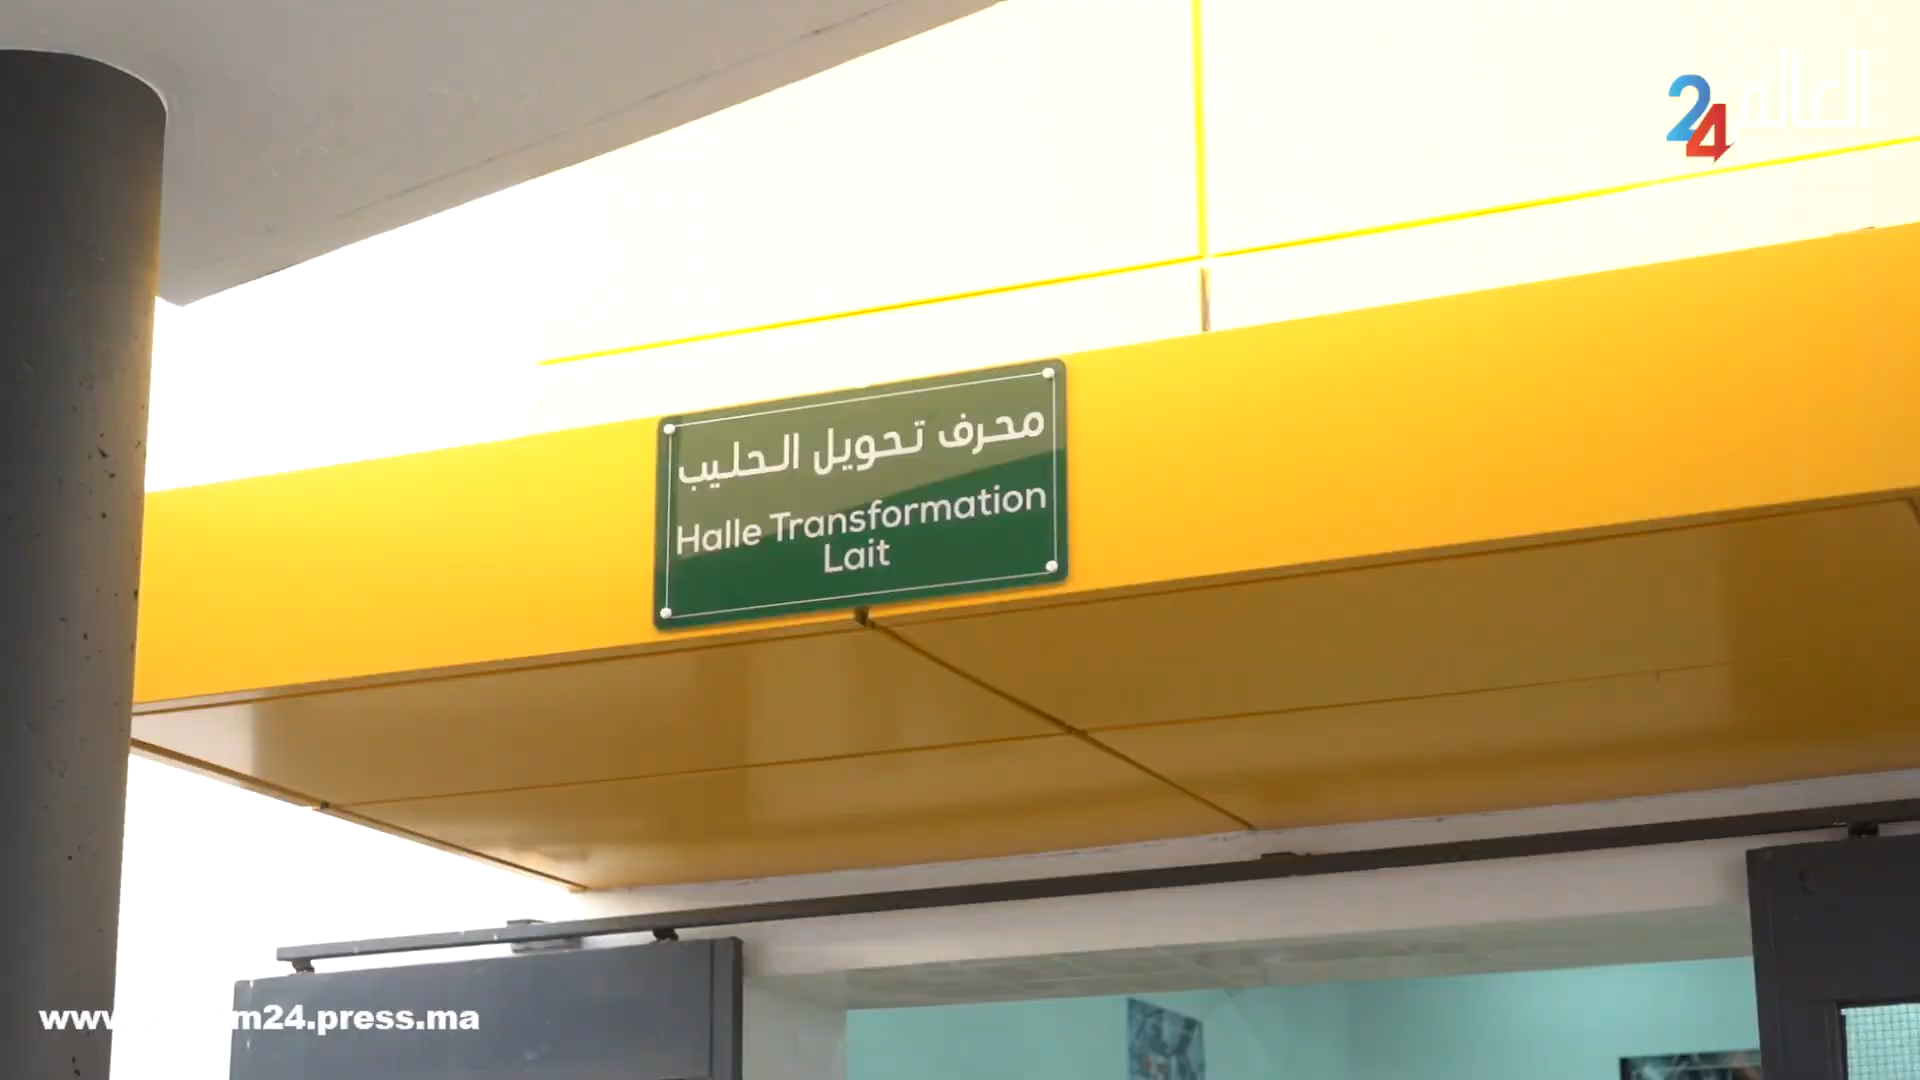 العالم 24
محرف تحويل الحليب
Halle Transformation
Lait
m24.press.ma